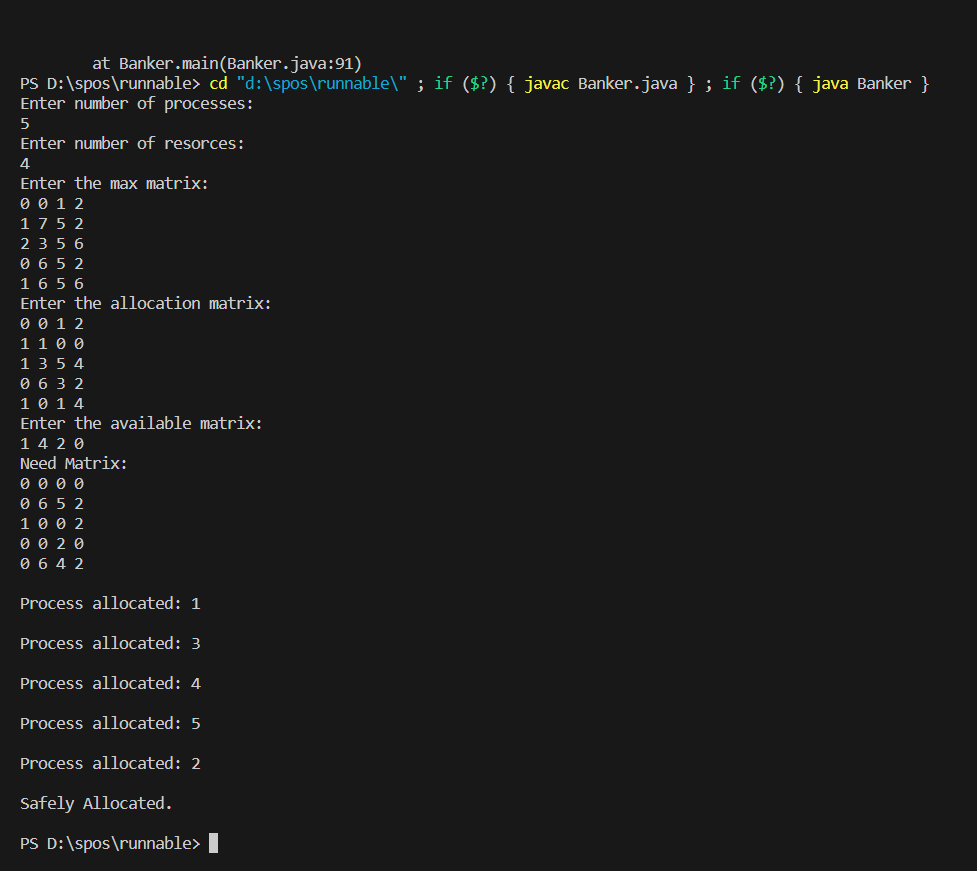 at Banker.main(Banker.java:91)
PS D:\spos\runnable> cd "d:\spos\runnable\" ; if ($?) { javac Banker.java } ; if ($?) { java Banker }
Enter number of processes:
5
Enter number of resorces:
4
Enter the max matrix:
0 0 1 2
1 7 5 2
2 3 5 6
0 6 5 2
1 6 5 6
Enter the allocation matrix:
0 0 1 2
1 1 0 0
1 3 5 4
0 6 3 2
1 0 1 4
Enter the available matrix:
1 4 2 0
Need Matrix:
0 0 0 0
0 6 5 2
1 0 0 2
0 0 2 0
0 6 4 2
Process allocated: 1
Process allocated: 3
Process allocated: 4
Process allocated: 5
Process allocated: 2
Safely Allocated.
PS D:\spos\runnable>